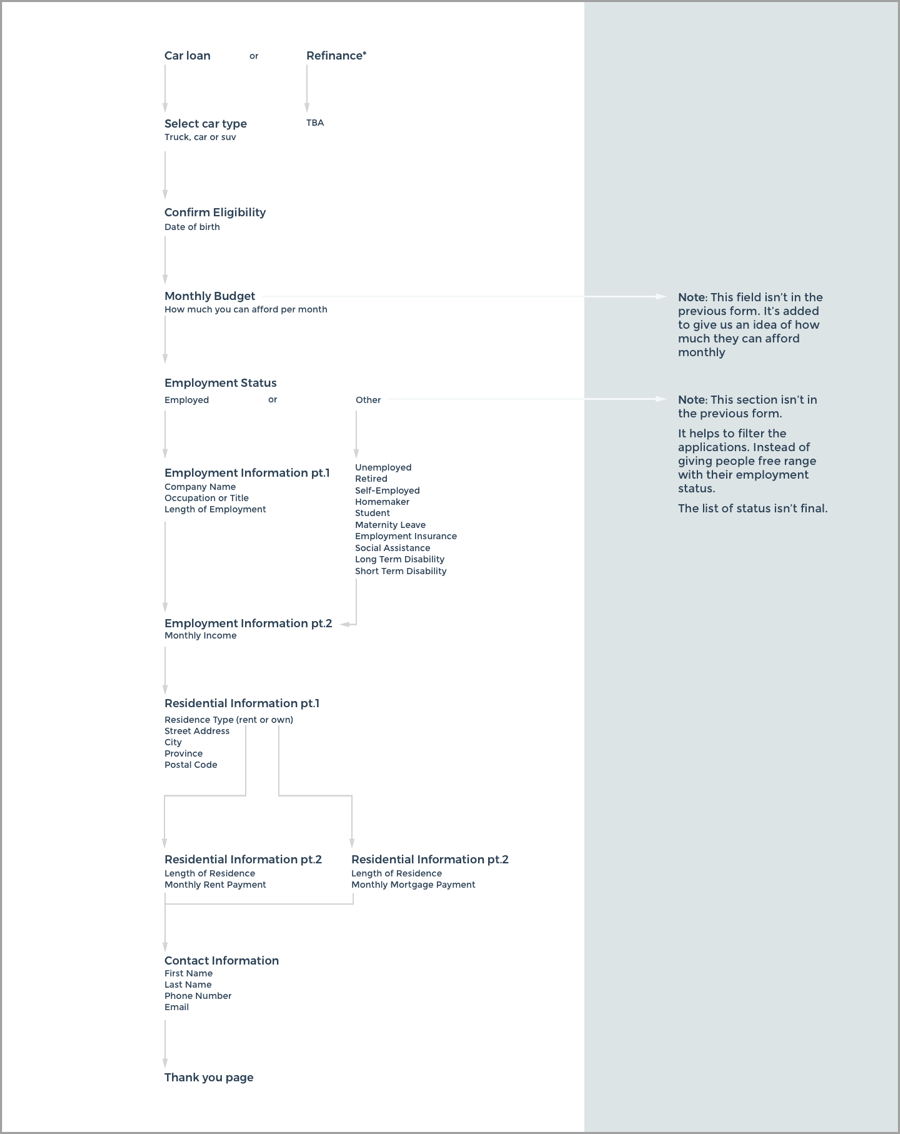 Car loan or Refinance*
Select car type
Truck, car or suv
TBA
Confirm Eligibility
Date of birth
Monthly Budget
How much you can afford per month
Note: This field isn't in the
previous form. It's added
to give us an idea of how
much they can afford
monthly
Employment Status
Employed or Other
Note: This section isn't in
the previous form.
It helps to filter the
applications. Instead of
giving people free range
with their employment
status.
The list of status isn't final.
Employment Information pt.1
Company Name
Occupation or Title
Length of Employment
Unemployed
Retired
Self-Employed
Homemaker
Student
Maternity Leave
Employment Insurance
Social Assistance
Long Term Disability
Short Term Disability
Employment Information pt.2
Monthly Income
Residential Information pt.1
Residence Type (rent or own)
Street Address
City
Province
Postal Code
Residential Information pt.2
Length of Residence
Monthly Rent Payment
Residential Information pt.2
Length of Residence
Monthly Mortgage Payment
Contact Information
First Name
Last Name
Phone Number
Email
Thank you page